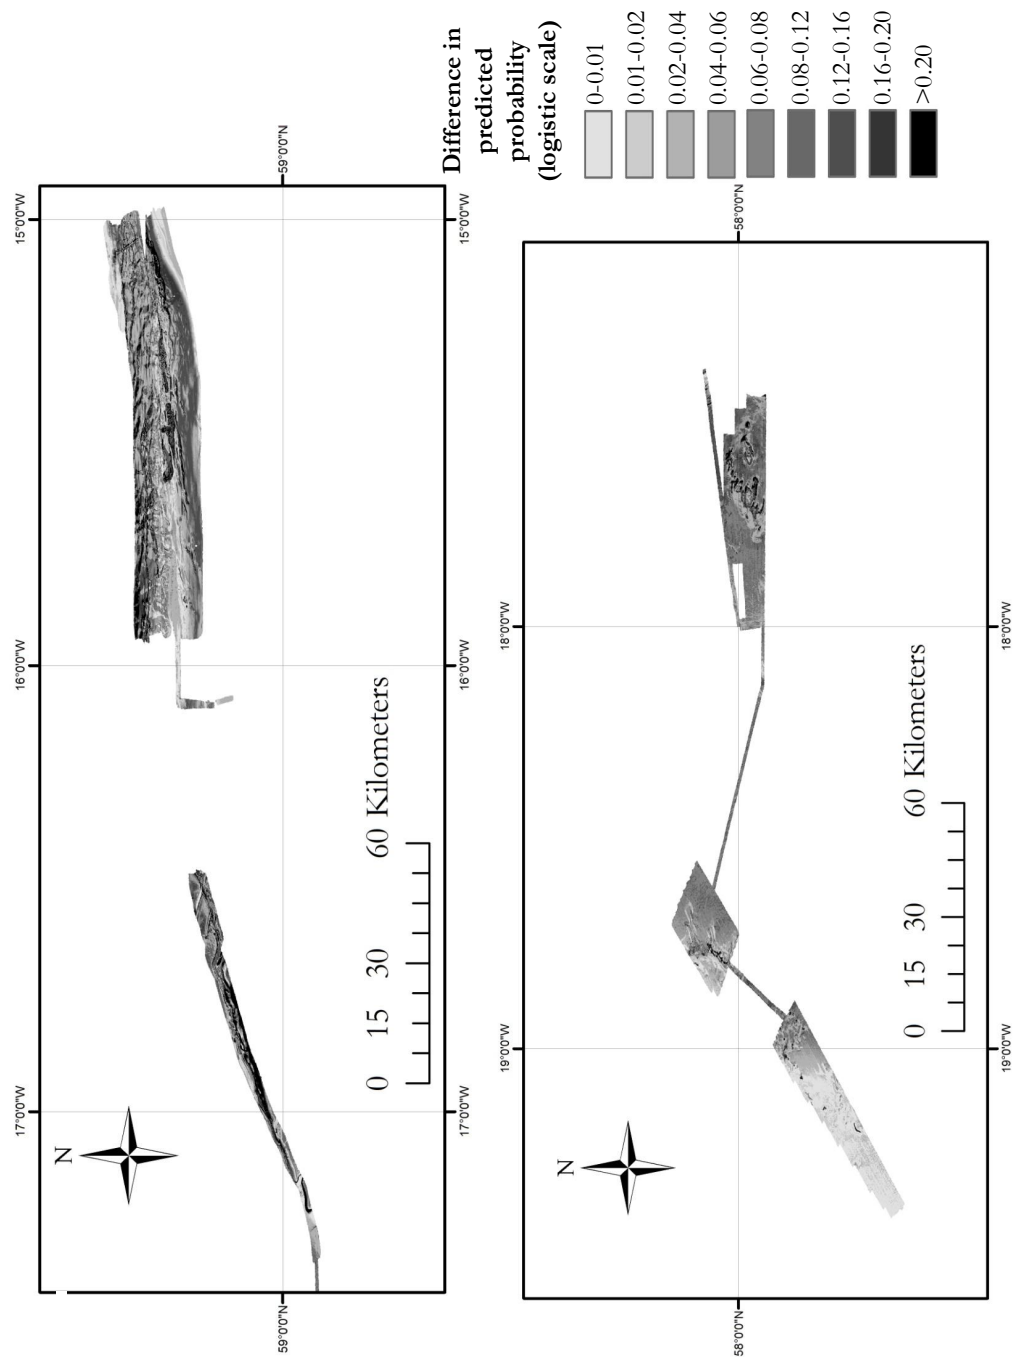 15°0'0"W
15°0'0"W
16°0'0"W
16°0'0"W
17°0'0"W
17°0'0"W
59°0'0"N
59°0'0"N
N
0 15 30 60 Kilometers
Difference in
predicted
probability
(logistic scale)
0-0.01
0.01-0.02
0.02-0.04
0.04-0.06
0.06-0.08
0.08-0.12
0.12-0.16
0.16-0.20
>0.20
58°0'0"N
58°0'0"N
18°0'0"W
18°0'0"W
19°0'0"W
19°0'0"W
N
0 15 30 60 Kilometers